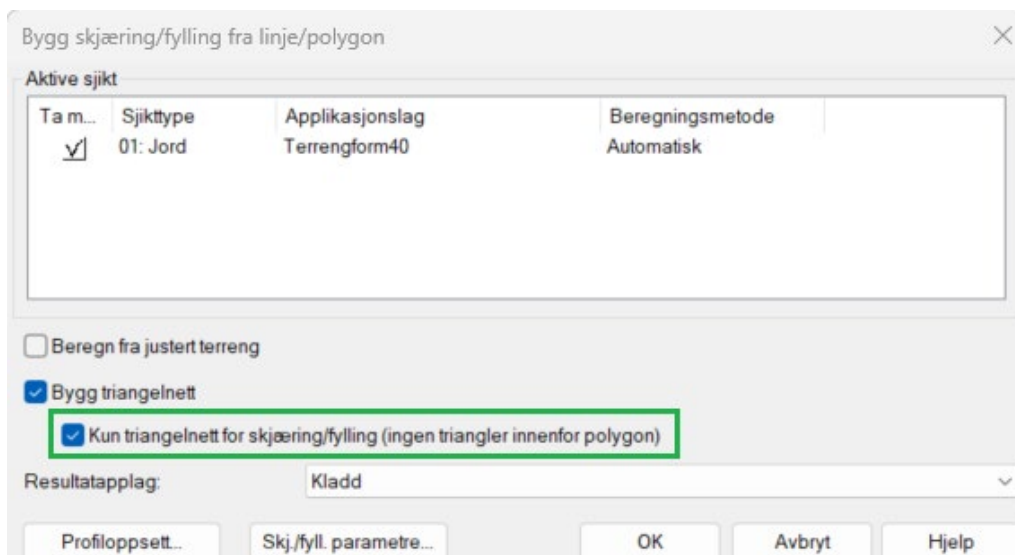 Bygg skjæring/fylling fra linje/polygon
Aktive sjikt
Ta m... Sjikttype Applikasjonslag Beregningsmetode
01: Jord Terrengform40 Automatisk
Beregn fra justert terreng
Bygg triangelnett
Kun triangelnett for skjæring/fylling (ingen triangler innenfor polygon)
Resultatapplag: Kladd
Profiloppsett... Skj./fyll. parametre... OK Avbryt Hjelp